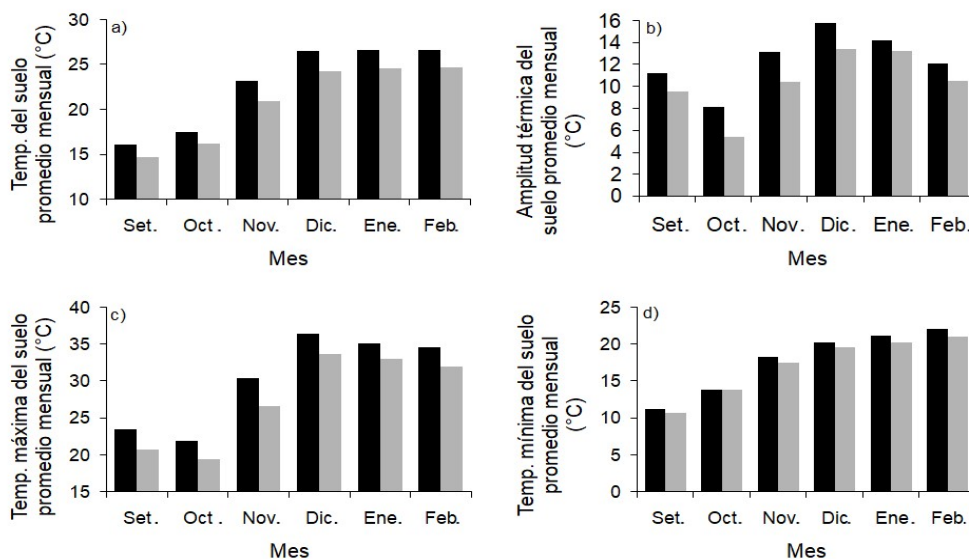 a)
Temp. del suelo
promedio mensual (°C)
30
25
20
15
10
Set. Oct. Nov. Dic. Ene. Feb.
Mes
b)
Amplitud térmica del
suelo promedio mensual
(°C)
16
14
12
10
8
6
4
2
0
Set. Oct. Nov. Dic. Ene. Feb.
Mes
c)
Temp. máxima del suelo
promedio mensual (°C)
40
35
30
25
20
15
Set. Oct. Nov. Dic. Ene. Feb.
Mes
d)
Temp. mínima del suelo
promedio mensual
(°C)
25
20
15
10
5
0
Set. Oct. Nov. Dic. Ene. Feb.
Mes